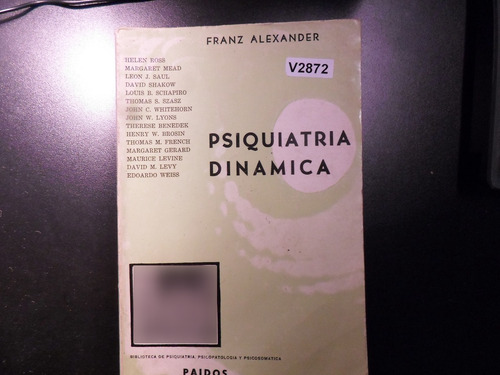 FRANZ ALEXANDER
HELEN ROSS
MARGARET MEAD
LEON J. SAUL
DAVID SHAKOW
LOUIS B. SCHAPIRO
THOMAS S. SZASZ
JOHN C. WHITEHORN
JOHN W. LYONS
THERESE BENEDEK
HENRY W. BROSIN
THOMAS M. FRENCH
MARGARET GERARD
MAURICE LEVINE
DAVID M. LEVY
EDOARDO WEISS
V2872
PSIQUIATRIA
DINAMICA
BIBLIOTECA DE PSIQUIATRIA, PSICOPATOLOGIA Y PSICOSOMATICA
PAIDOS